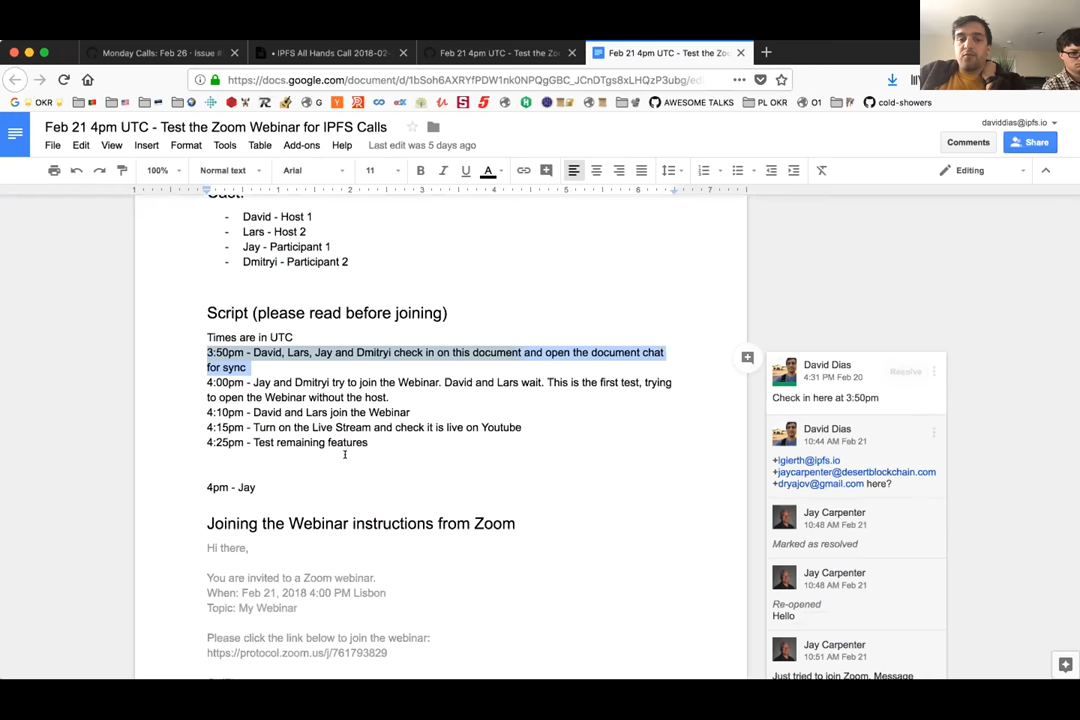 Monday Calls: Feb 26 · Issue #
IPFS All Hands Call 2018-02-
Feb 21 4pm UTC - Test the Zo
Feb 21 4pm UTC - Test the Zo
https://docs.google.com/document/d/1bSoh6AXRYfPDW1nk0NPQgGBC_JCnDTgs8xLHQzP3ubg/ed
OKR
G
AWESOME TALKS
PL OKR
O1
cold-showers
Feb 21 4pm UTC - Test the Zoom Webinar for IPFS Calls
daviddias@ipfs.io
File Edit View Insert Format Tools Table Add-ons Help Last edit was 5 days ago
Comments
Share
100% Normal text Arial 11 B I U A Editing
1 1 2 3 4 5 6 7
Cast:
- David - Host 1
- Lars - Host 2
- Jay - Participant 1
- Dmitryi - Participant 2
Script (please read before joining)
Times are in UTC
3:50pm - David, Lars, Jay and Dmitryi check in on this document and open the document chat
for sync
4:00pm - Jay and Dmitryi try to join the Webinar. David and Lars wait. This is the first test, trying
to open the Webinar without the host.
4:10pm - David and Lars join the Webinar
4:15pm - Turn on the Live Stream and check it is live on Youtube
4:25pm - Test remaining features
4pm - Jay
Joining the Webinar instructions from Zoom
Hi there,
You are invited to a Zoom webinar.
When: Feb 21, 2018 4:00 PM Lisbon
Topic: My Webinar
Please click the link below to join the webinar:
https://protocol.zoom.us/j/761793829
David Dias
4:31 PM Feb 20
Resolve
Check in here at 3:50pm
David Dias
10:44 AM Feb 21
+lgierth@ipfs.io
+jaycarpenter@desertblockchain.com
+dryajov@gmail.com here?
Jay Carpenter
10:48 AM Feb 21
Marked as resolved
Jay Carpenter
10:48 AM Feb 21
Re-opened
Hello
Jay Carpenter
10:51 AM Feb 21
Just tried to join Zoom. Message